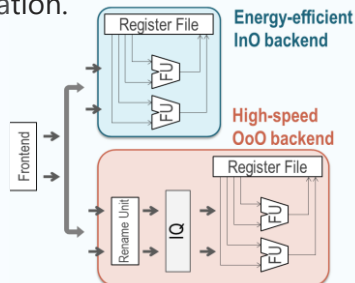 ation.
Energy-efficient
InO backend
Register File
FU
FU
High-speed
OoO backend
Frontend
Rename Unit
IQ
Register File
FU
FU